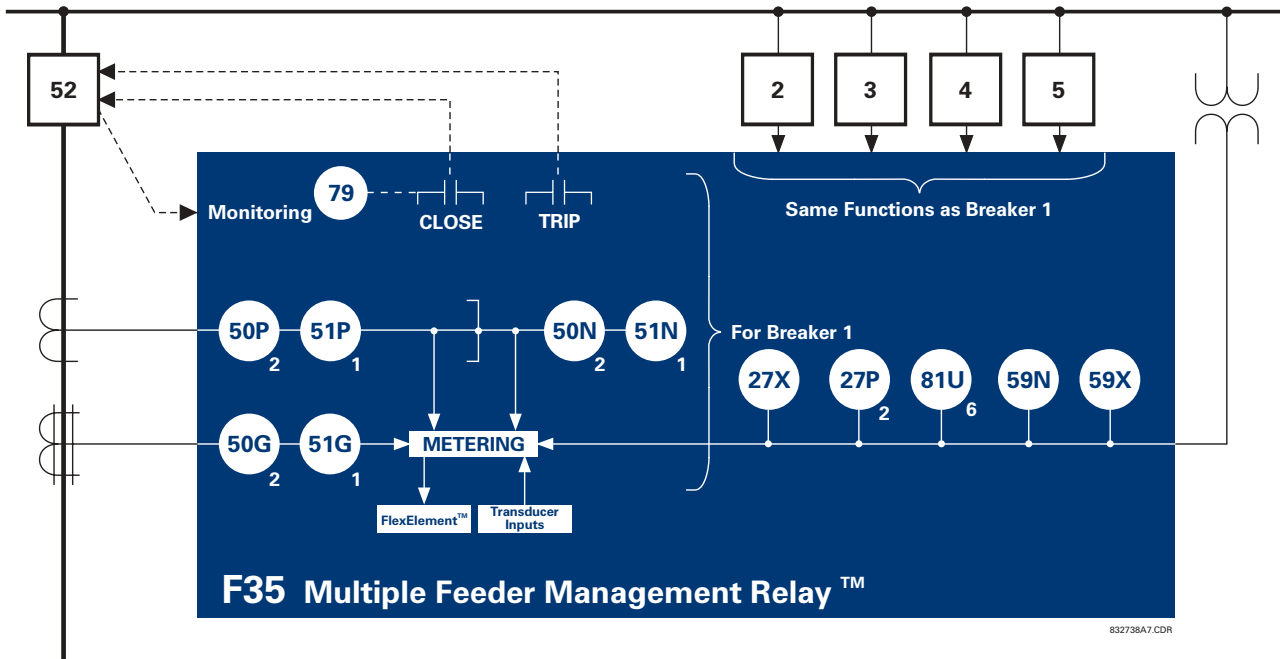 52
2 3 4 5
79
Monitoring
CLOSE
TRIP
Same Functions as Breaker 1
50P 2
51P 1
50N 2
51N 1
For Breaker 1
27X
27P 2
81U 6
59N
59X
50G 2
51G 1
METERING
FlexElement™
Transducer
Inputs
F35 Multiple Feeder Management Relay ™
832738A7.CDR